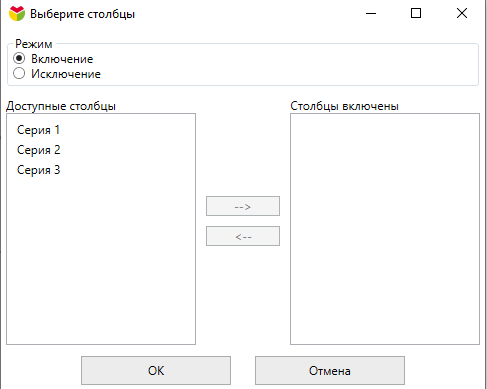 Выберите столбцы
Режим
Включение
Исключение
Доступные столбцы
Столбцы включены
Серия 1
Серия 2
Серия 3
-->
<--
OK
Отмена